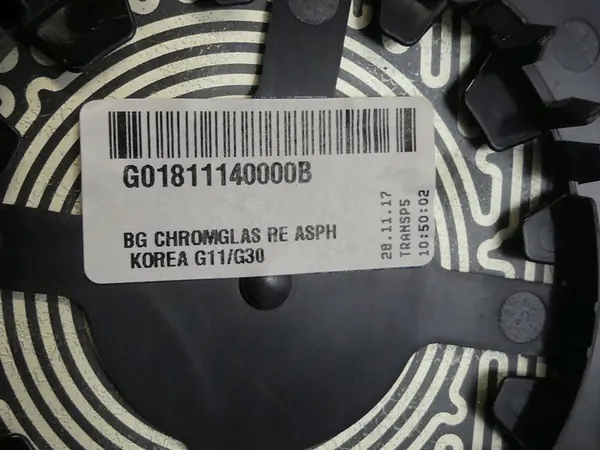 G01811140000B
BG CHROMGLAS RE ASPH
KOREA G11/G30
28.11.17
TRANSP5
10:50:02